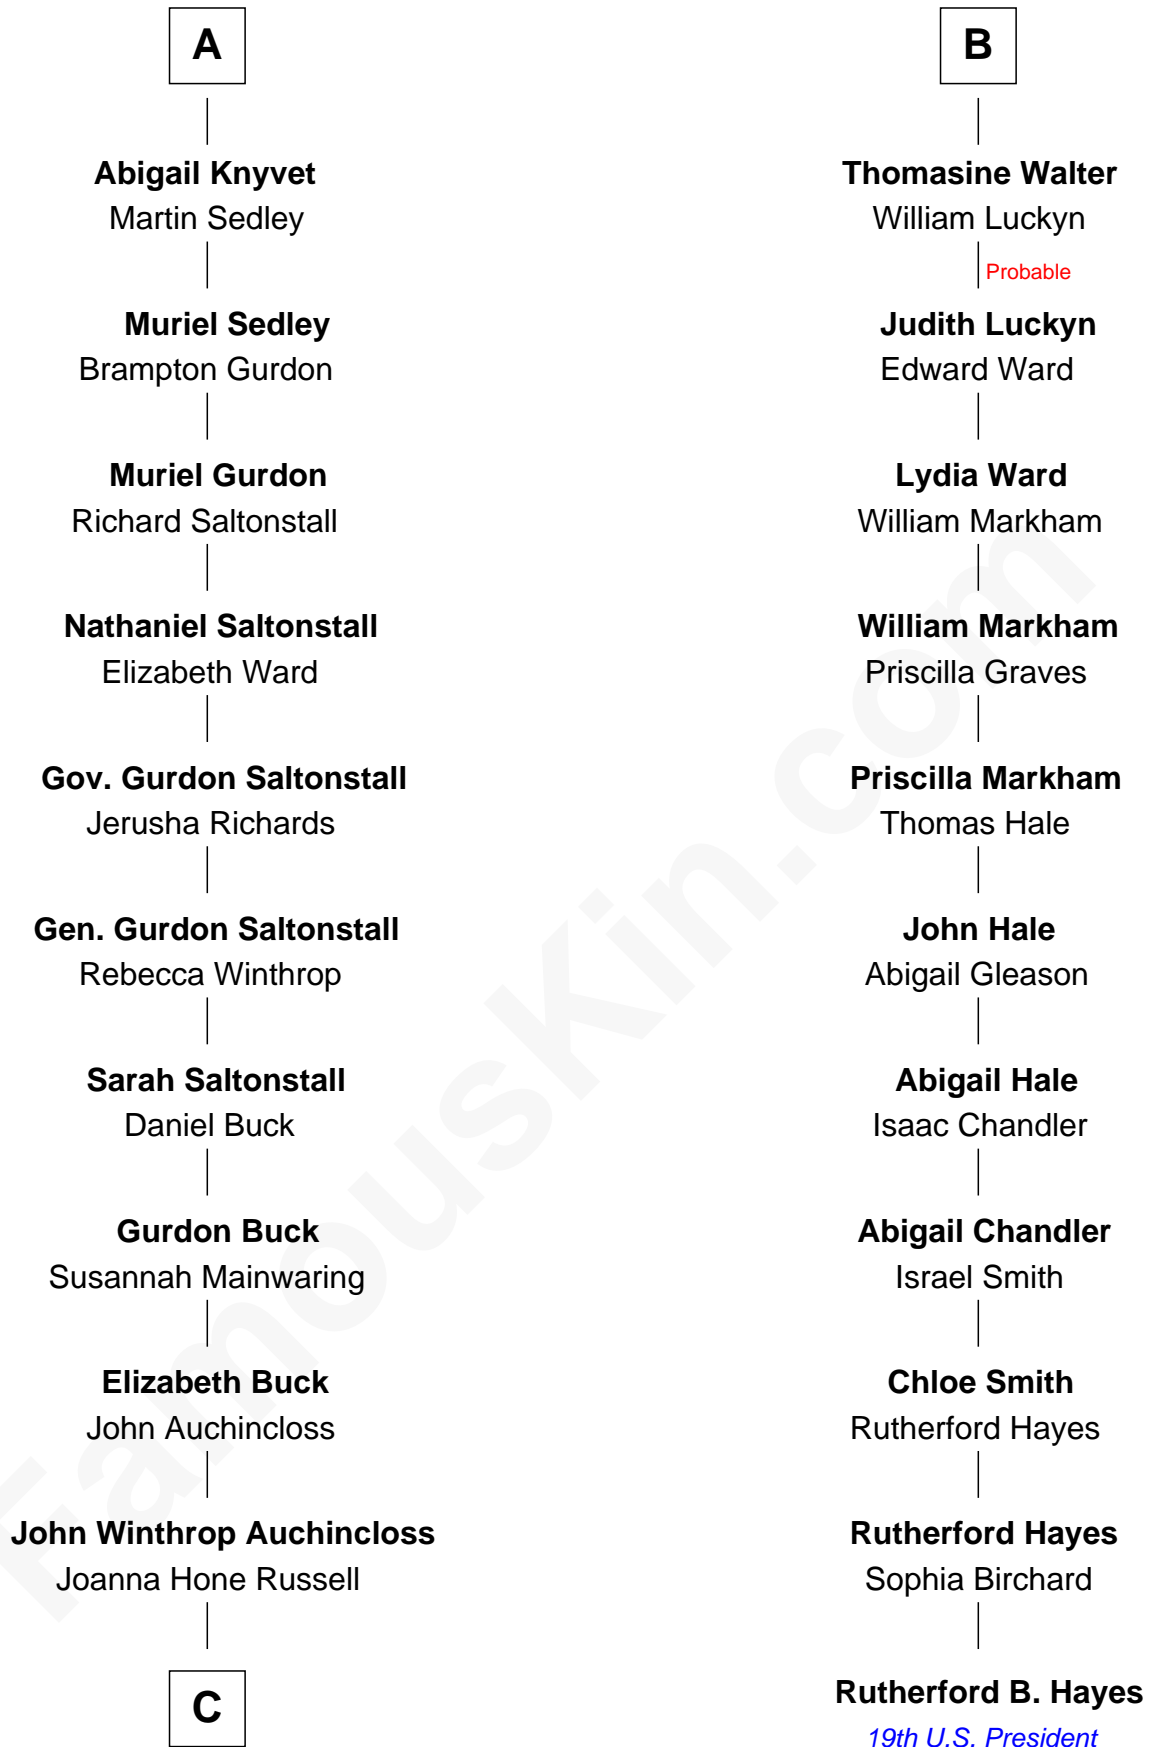 A
Abigail Knyvet
Martin Sedley
Muriel Sedley
Brampton Gurdon
Muriel Gurdon
Richard Saltonstall
Nathaniel Saltonstall
Elizabeth Ward
Gov. Gurdon Saltonstall
Jerusha Richards
Gen. Gurdon Saltonstall
Rebecca Winthrop
Sarah Saltonstall
Daniel Buck
Gurdon Buck
Susannah Mainwaring
Elizabeth Buck
John Auchincloss
John Winthrop Auchincloss
Joanna Hone Russell
C
B
Thomasine Walter
William Luckyn
Probable
Judith Luckyn
Edward Ward
Lydia Ward
William Markham
William Markham
Priscilla Graves
Priscilla Markham
Thomas Hale
John Hale
Abigail Gleason
Abigail Hale
Isaac Chandler
Abigail Chandler
Israel Smith
Chloe Smith
Rutherford Hayes
Rutherford Hayes
Sophia Birchard
Rutherford B. Hayes
19th U.S. President
FamousKin.com